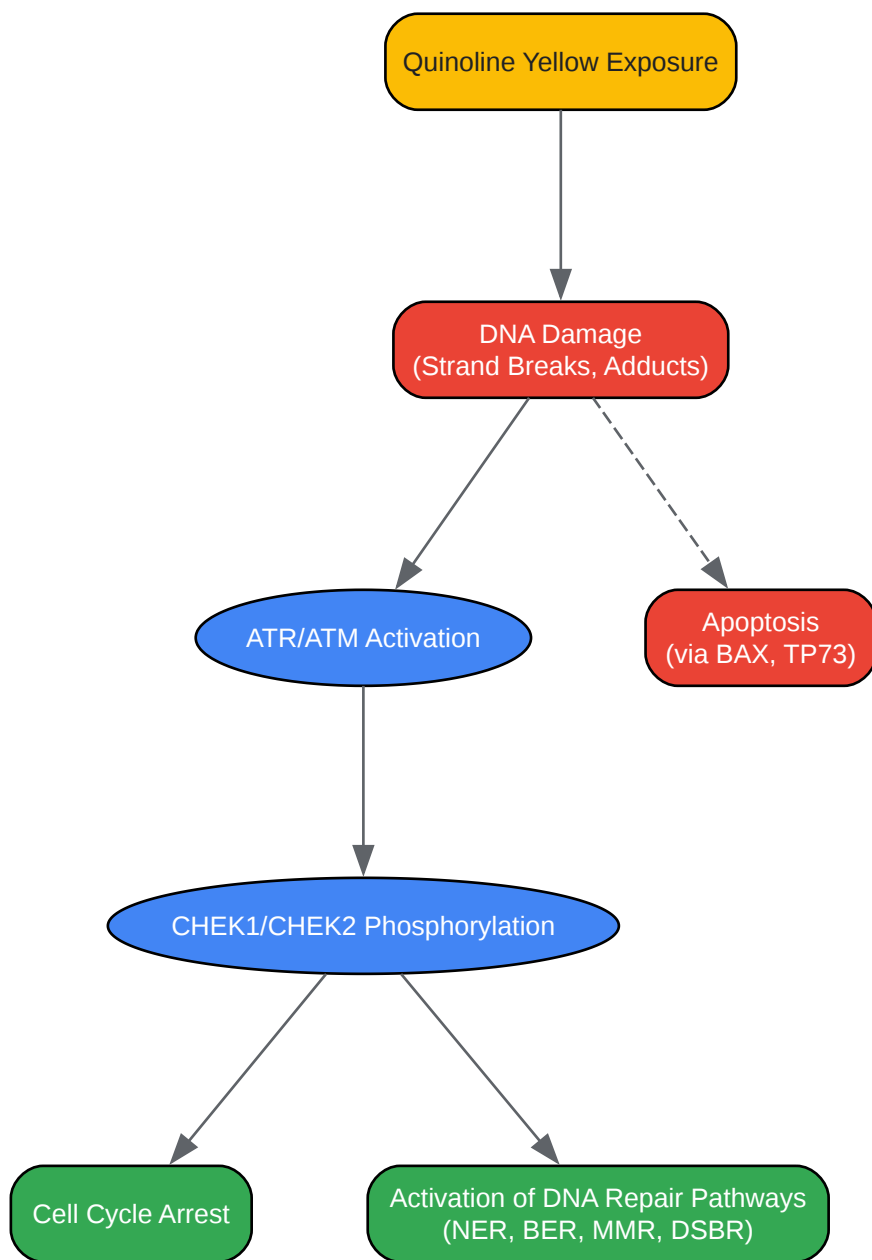 Quinoline Yellow Exposure
DNA Damage
(Strand Breaks, Adducts)
ATR/ATM Activation
Apoptosis
(via BAX, TP73)
CHEK1/CHEK2 Phosphorylation
Cell Cycle Arrest
Activation of DNA Repair Pathways
(NER, BER, MMR, DSBR)